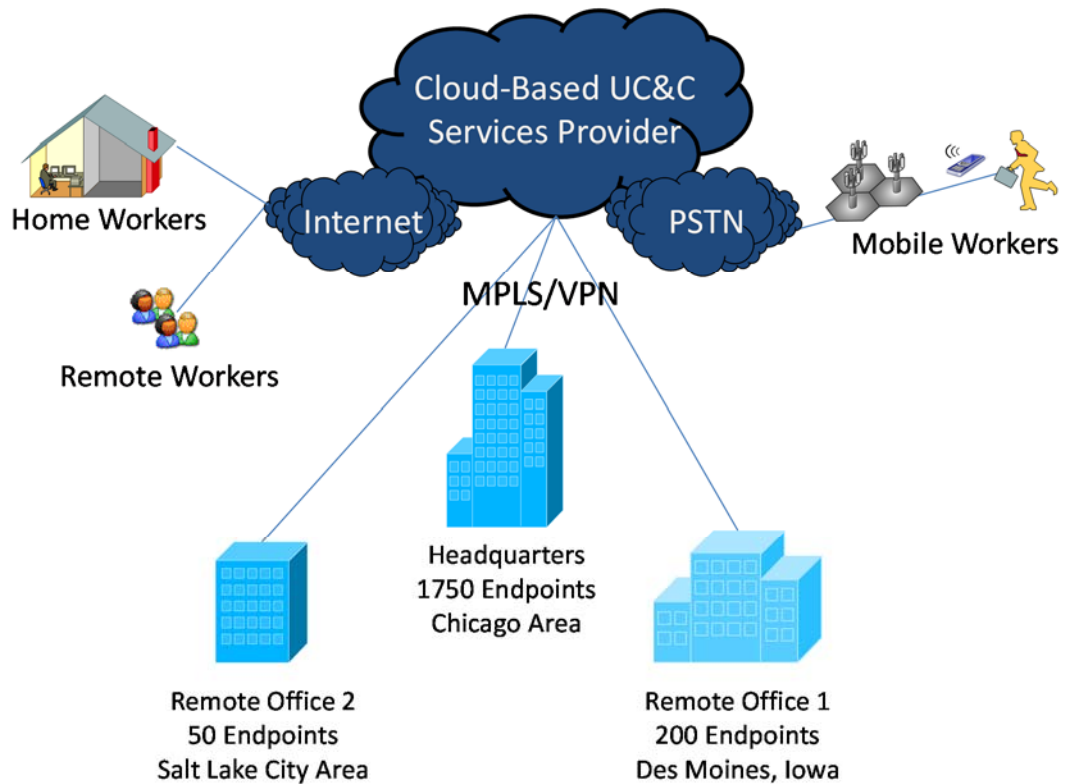 Cloud-Based UC&C
Services Provider
Internet
PSTN
Home Workers
Mobile Workers
Remote Workers
MPLS/VPN
Headquarters
1750 Endpoints
Chicago Area
Remote Office 2
50 Endpoints
Salt Lake City Area
Remote Office 1
200 Endpoints
Des Moines, Iowa